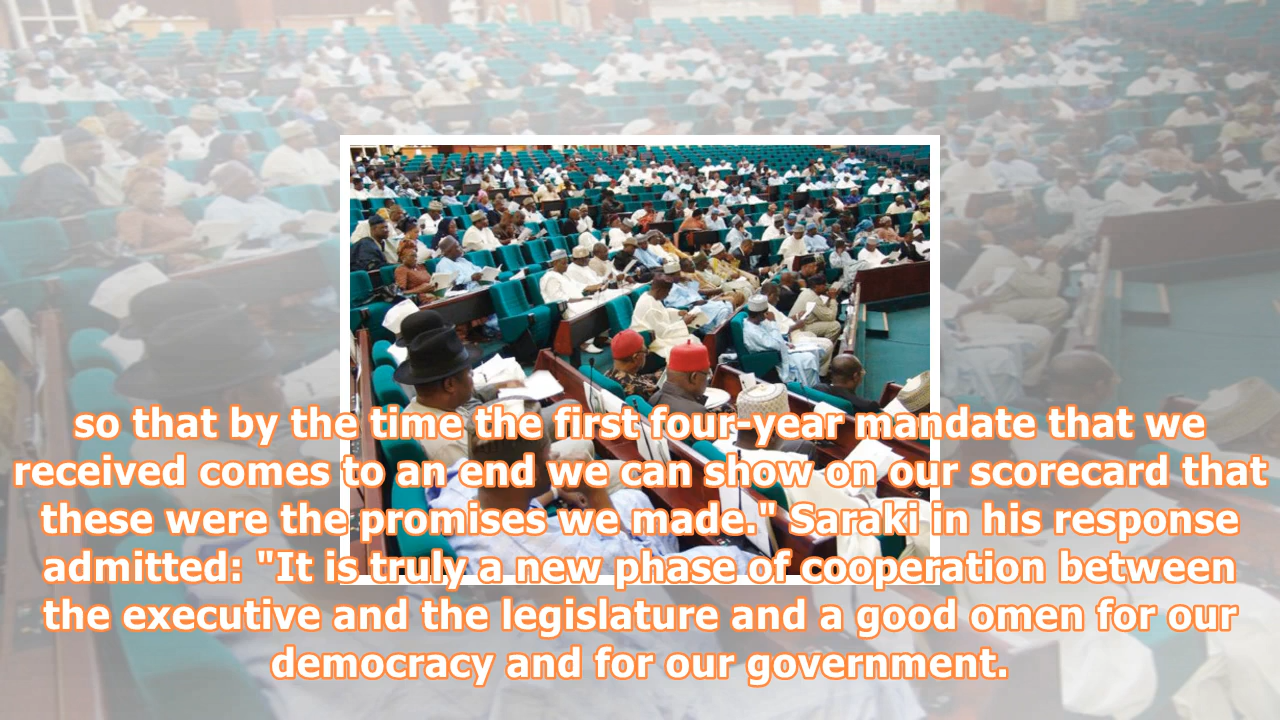 so that by the time the first four-year mandate that we
received comes to an end we can show on our scorecard that
these were the promises we made." Saraki in his response
admitted: "It is truly a new phase of cooperation between
the executive and the legislature and a good omen for our
democracy and for our government.